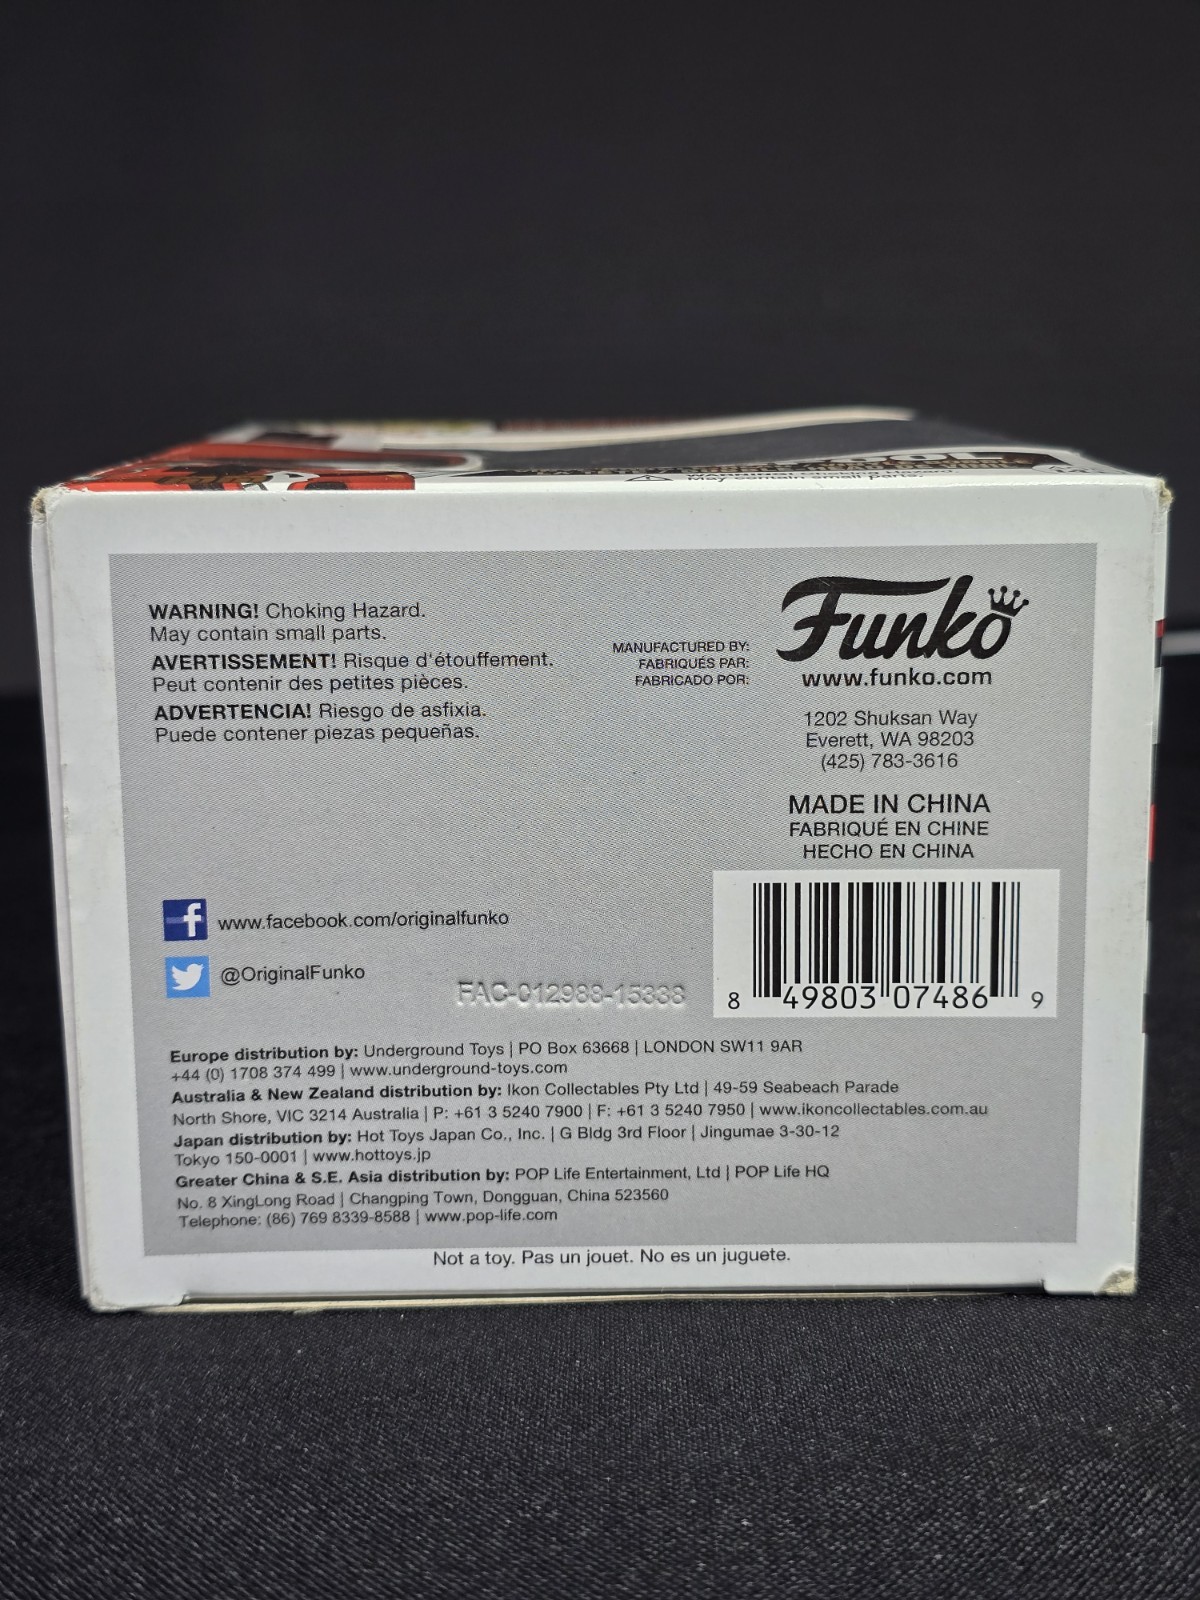 WARNING! Choking Hazard.
May contain small parts.
AVERTISSEMENT! Risque d'étouffement.
Peut contenir des petites pièces.
ADVERTENCIA! Riesgo de asfixia.
Puede contener piezas pequeñas.
MANUFACTURED BY:
FABRIQUÉS PAR:
FABRICADO POR:
Funko
www.funko.com
1202 Shuksan Way
Everett, WA 98203
(425) 783-3616
MADE IN CHINA
FABRIQUÉ EN CHINE
HECHO EN CHINA
www.facebook.com/originalfunko
@OriginalFunko
FAC-012988-15338
8 49803 07486 9
Europe distribution by: Underground Toys | PO Box 63668 | LONDON SW11 9AR
+44 (0) 1708 374 499 | www.underground-toys.com
Australia & New Zealand distribution by: Ikon Collectables Pty Ltd | 49-59 Seabeach Parade
North Shore, VIC 3214 Australia | P: +61 3 5240 7900 | F: +61 3 5240 7950 | www.ikoncollectables.com.au
Japan distribution by: Hot Toys Japan Co., Inc. | G Bldg 3rd Floor | Jingumae 3-30-12
Tokyo 150-0001 | www.hottoys.jp
Greater China & S.E. Asia distribution by: POP Life Entertainment, Ltd | POP Life HQ
No. 8 XingLong Road | Changping Town, Dongguan, China 523560
Telephone: (86) 769 8339-8588 | www.pop-life.com
Not a toy. Pas un jouet. No es un juguete.